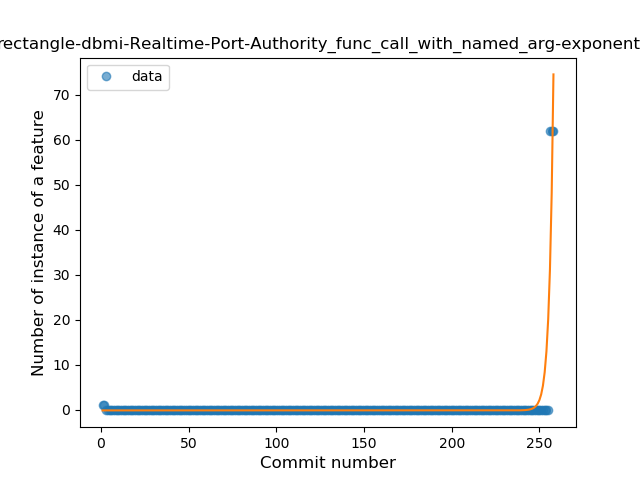 rectangle-dbmi-Realtime-Port-Authority_func_call_with_named_arg-exponent
data
Number of instance of a feature
70
60
50
40
30
20
10
0
0 50 100 150 200 250
Commit number